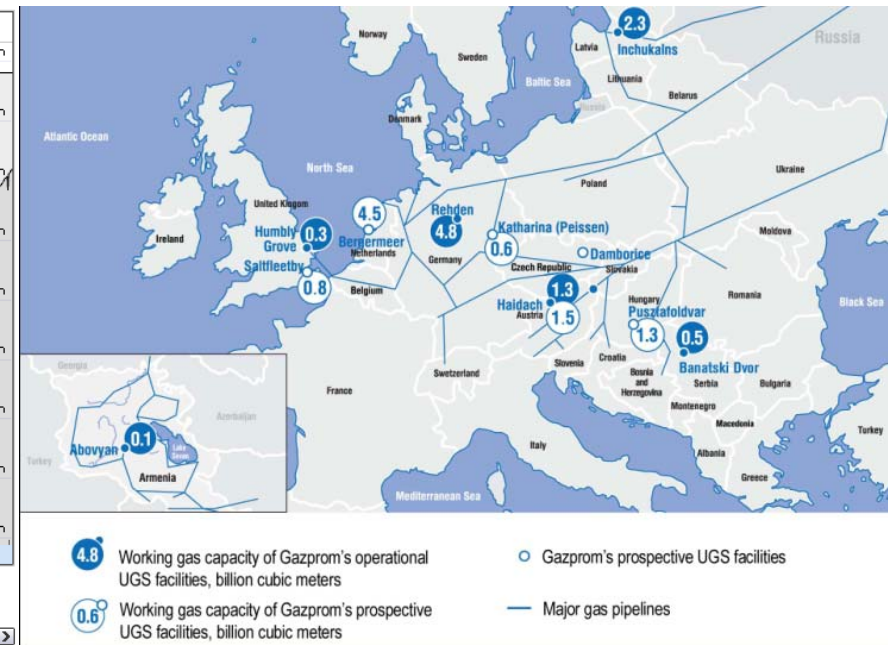 2.3
Inchukalns
Russia
Norway
Sweden
Latvia
Lithuania
Baltic Sea
Belarus
Russia
Denmark
Atlantic Ocean
North Sea
United Kingdom
Ireland
Humbly
Grove
0.3
Saltfleetby
0.8
4.5
Bergermeer
Netherlands
Belgium
Rehden
4.8
Germany
Katharina (Peissen)
0.6
Poland
Ukraine
Damborice
Czech Republic
Slovakia
Moldova
Haidach
1.3
Austria
1.5
Hungary
Pusztafoldvar
1.3
Romania
0.5
Banatski Dvor
Black Sea
Swetzerland
Slovenia
Croatia
Bosnia
and
Herzegovina
Serbia
Bulgaria
Montenegro
Macedonia
Albania
Greece
Turkey
France
Italy
Mediterranean Sea
Georgia
Azerbaijan
Turkey
Abovyan
0.1
Lake
Sevan
Armenia
4.8 Working gas capacity of Gazprom's operational
UGS facilities, billion cubic meters
0.6 Working gas capacity of Gazprom's prospective
UGS facilities, billion cubic meters
Gazprom's prospective UGS facilities
Major gas pipelines